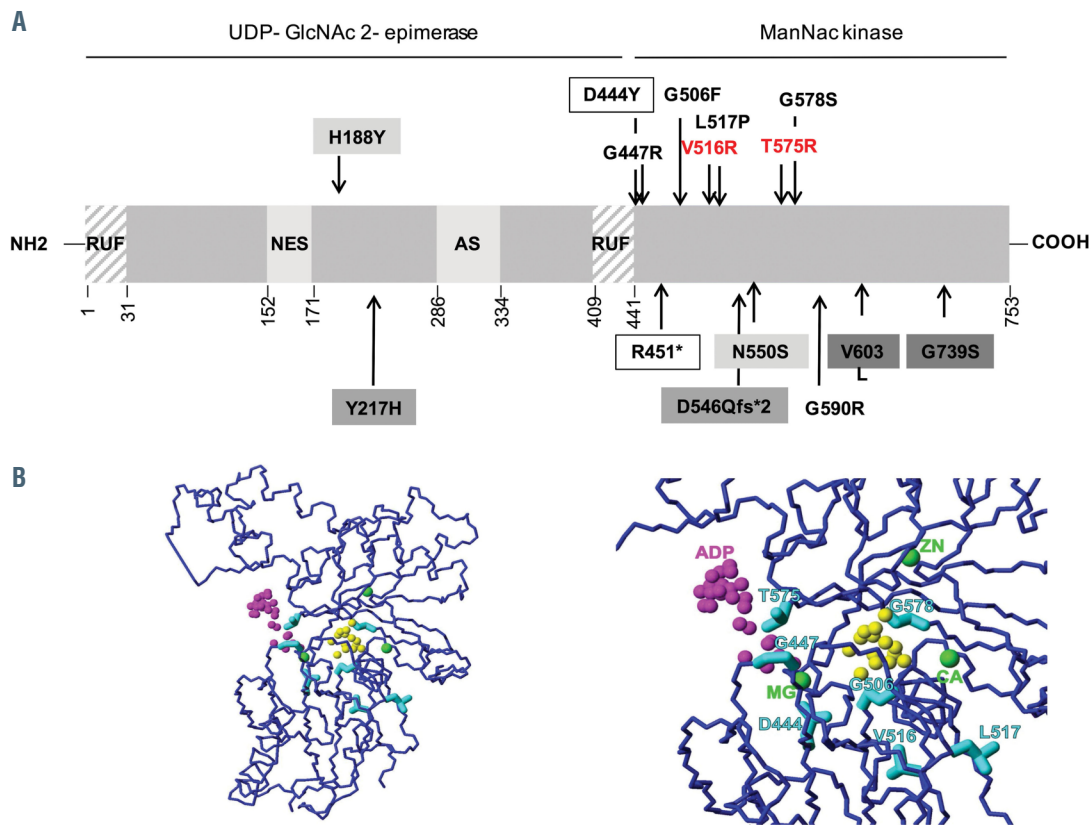 A
UDP- GlcNAc 2- epimerase
ManNac kinase
D444Y
G506F
G578S
L517P
H188Y
G447R
V516R
T575R
NH2
RUF
NES
AS
RUF
COOH
1
31
152
171
286
334
409
441
753
R451*
N550S
V603
L
G739S
Y217H
D546Qfs*2
G590R
B
ADP
ZN
T575
G578
G447
MG
G506
CA
D444
V516
L517